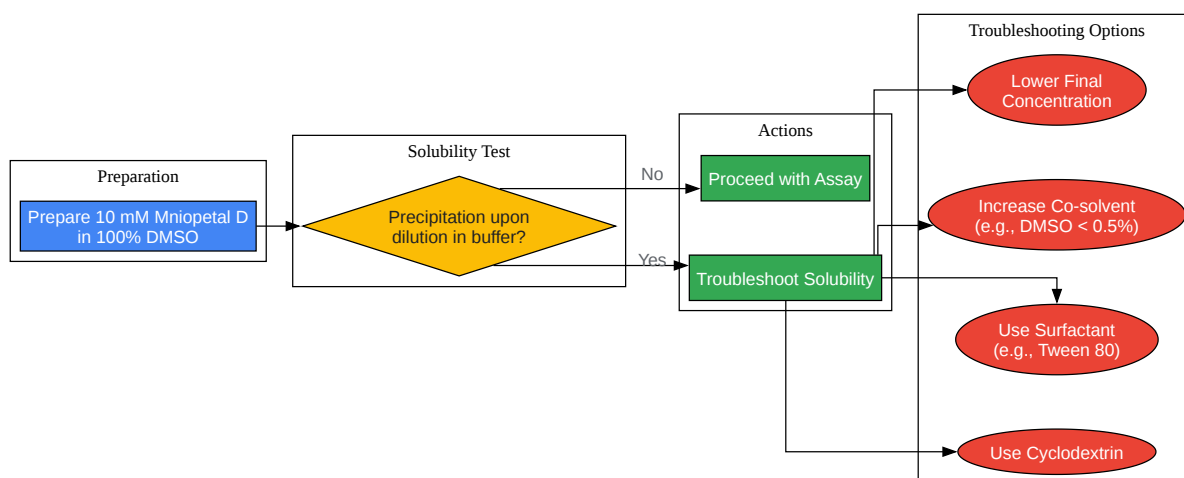 Preparation
Prepare 10 mM Mniopetal D
in 100% DMSO
Solubility Test
Precipitation upon
dilution in buffer?
No
Yes
Actions
Proceed with Assay
Troubleshoot Solubility
Troubleshooting Options
Lower Final
Concentration
Increase Co-solvent
(e.g., DMSO < 0.5%)
Use Surfactant
(e.g., Tween 80)
Use Cyclodextrin